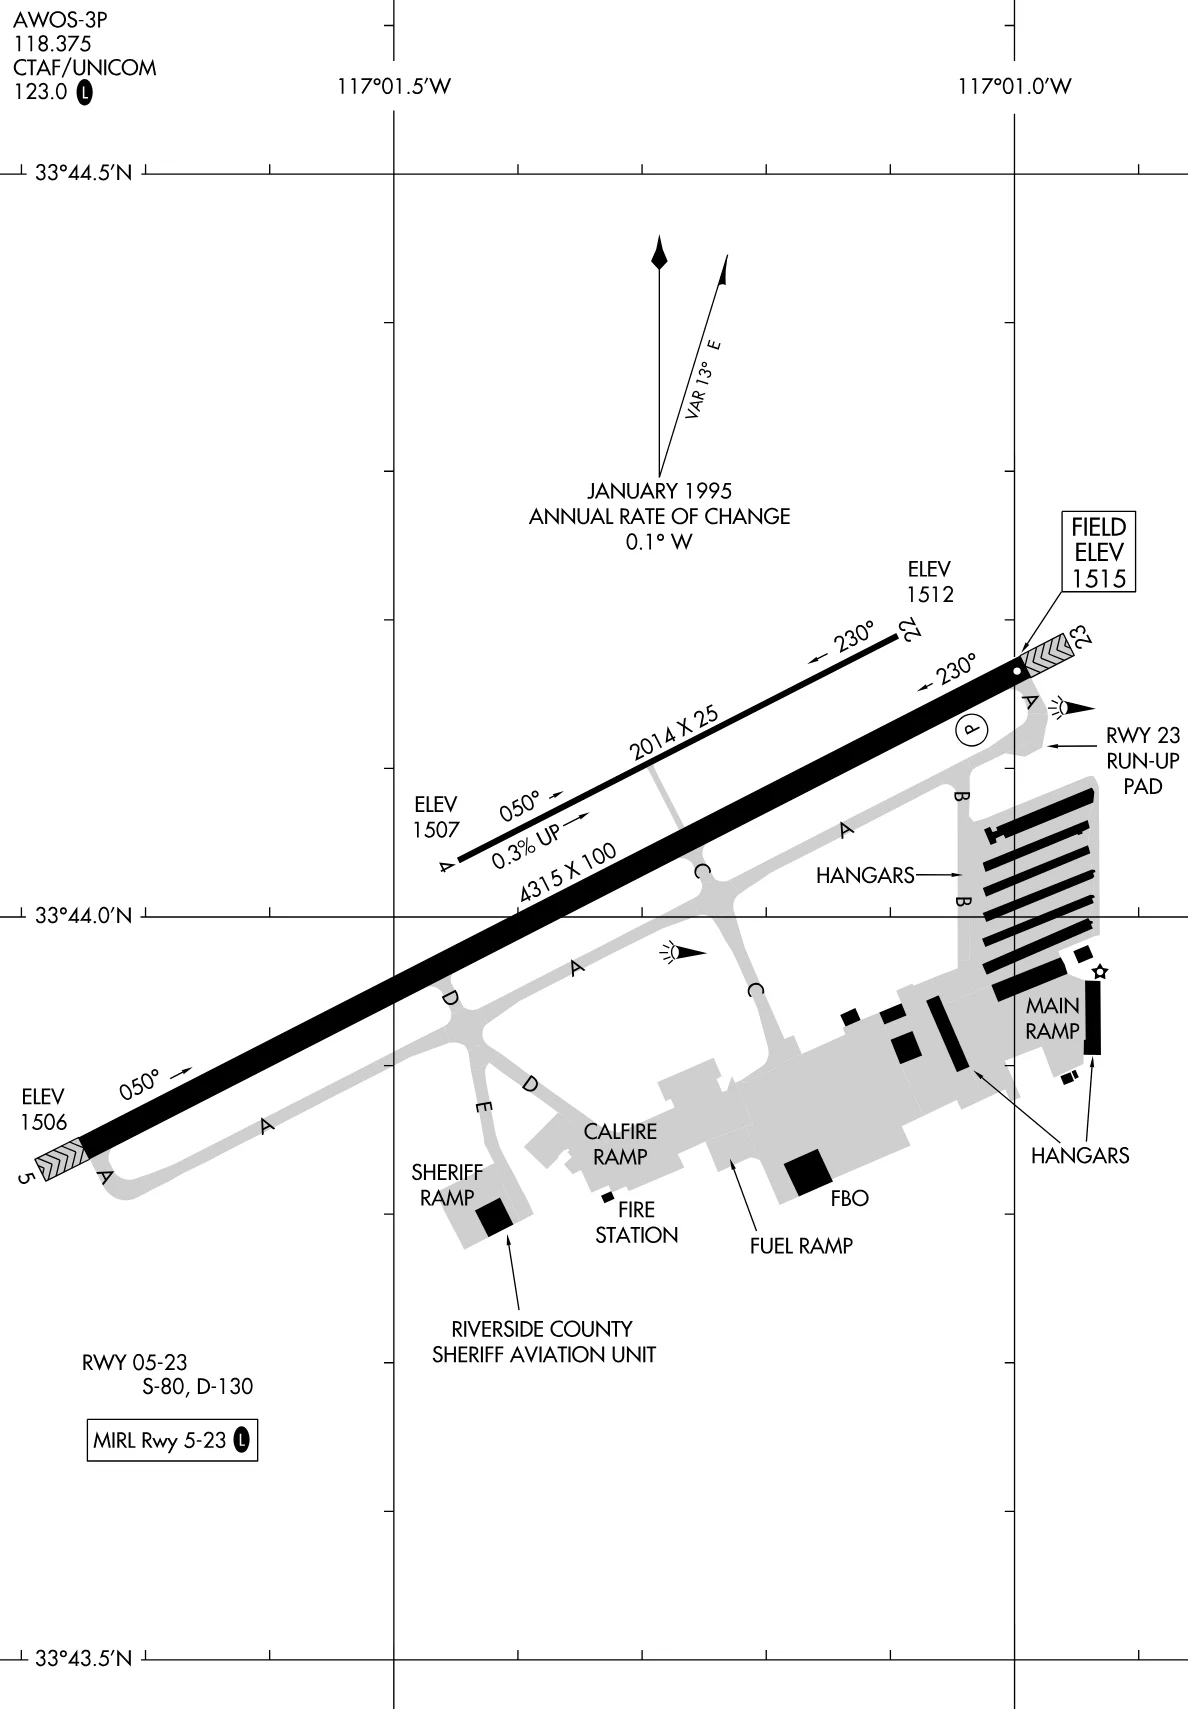 AWOS-3P
118.375
CTAF/UNICOM
123.0 L
117°01.5'W
117°01.0'W
33°44.5'N
VAR 13° E
JANUARY 1995
ANNUAL RATE OF CHANGE
0.1° W
FIELD
ELEV
1515
ELEV
1512
22
230°
23
230°
2014 X 25
A
P
RWY 23
RUN-UP
PAD
ELEV
1507
050°
B
4
0.3% UP
A
4315 X 100
C
HANGARS
B
33°44.0'N
A
D
C
MAIN
RAMP
050°
D
ELEV
1506
E
A
CALFIRE
RAMP
HANGARS
5
A
SHERIFF
RAMP
FBO
FIRE
STATION
FUEL RAMP
RIVERSIDE COUNTY
SHERIFF AVIATION UNIT
RWY 05-23
S-80, D-130
MIRL Rwy 5-23 L
33°43.5'N